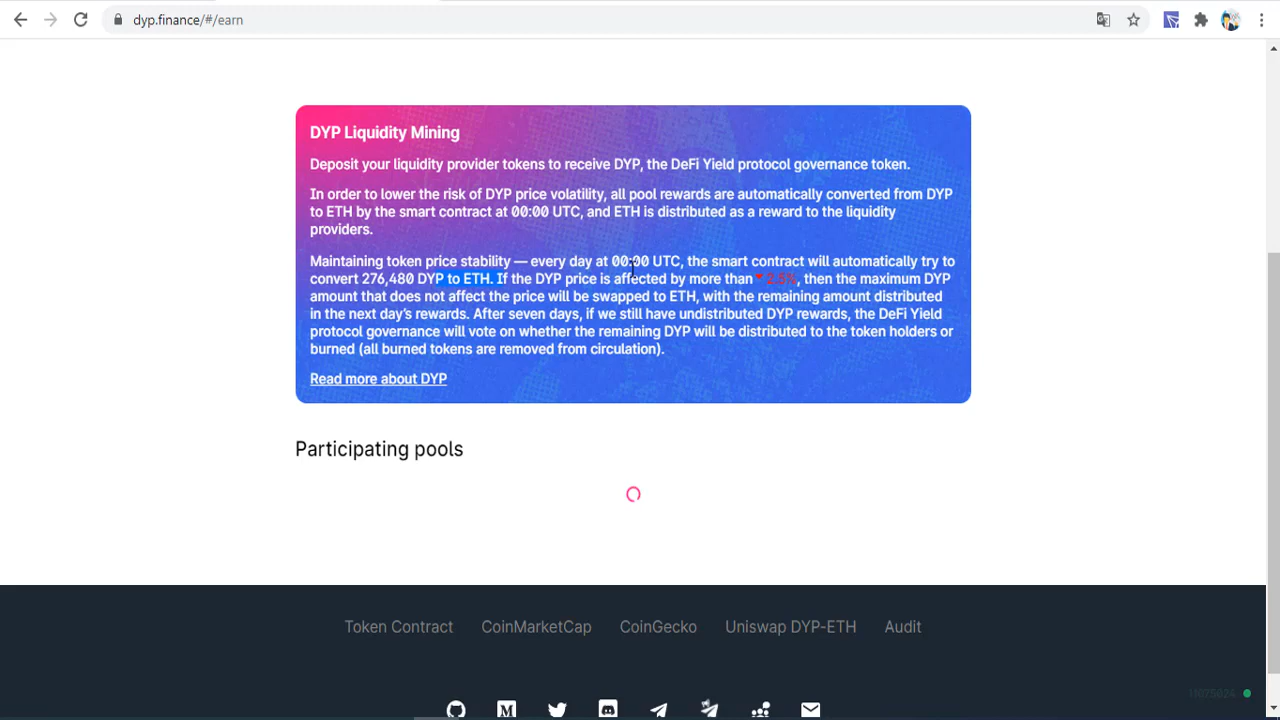 dyp.finance/#/earn
DYP Liquidity Mining
Deposit your liquidity provider tokens to receive DYP, the DeFi Yield protocol governance token.
In order to lower the risk of DYP price volatility, all pool rewards are automatically converted from DYP
to ETH by the smart contract at 00:00 UTC, and ETH is distributed as a reward to the liquidity
providers.
Maintaining token price stability — every day at 00:00 UTC, the smart contract will automatically try to
convert 276,480 DYP to ETH. If the DYP price is affected by more than ▼ 2.5%, then the maximum DYP
amount that does not affect the price will be swapped to ETH, with the remaining amount distributed
in the next day's rewards. After seven days, if we still have undistributed DYP rewards, the DeFi Yield
protocol governance will vote on whether the remaining DYP will be distributed to the token holders or
burned (all burned tokens are removed from circulation).
Read more about DYP
Participating pools
Token Contract CoinMarketCap CoinGecko Uniswap DYP-ETH Audit